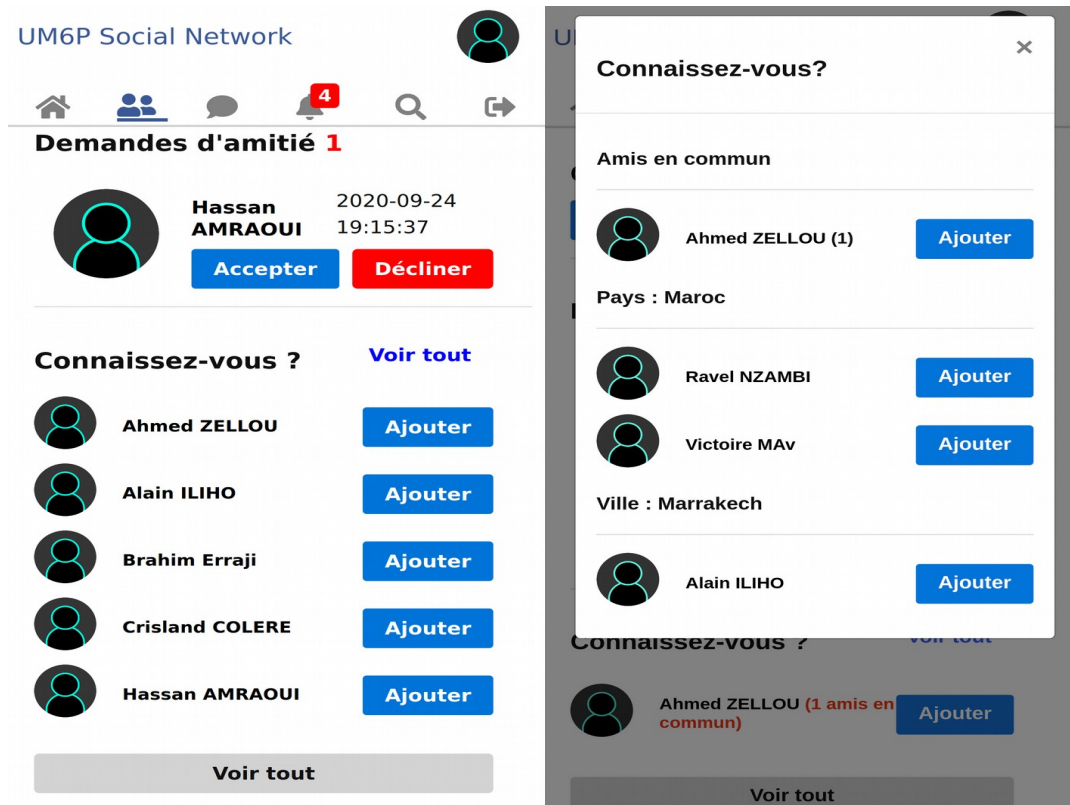 UM6P Social Network
4
Demandes d'amitié 1
Hassan
AMRAOUI
2020-09-24
19:15:37
Accepter
Décliner
Connaissez-vous ?
Voir tout
Ahmed ZELLOU
Ajouter
Alain ILIHO
Ajouter
Brahim Erraji
Ajouter
Crisland COLERE
Ajouter
Hassan AMRAOUI
Ajouter
Voir tout
U
×
Connaissez-vous?
Amis en commun
Ahmed ZELLOU (1)
Ajouter
Pays : Maroc
Ravel NZAMBI
Ajouter
Victoire MAv
Ajouter
Ville : Marrakech
Alain ILIHO
Ajouter
Connaissez-vous ?
Voir tout
Ahmed ZELLOU (1 amis en
commun)
Ajouter
Voir tout